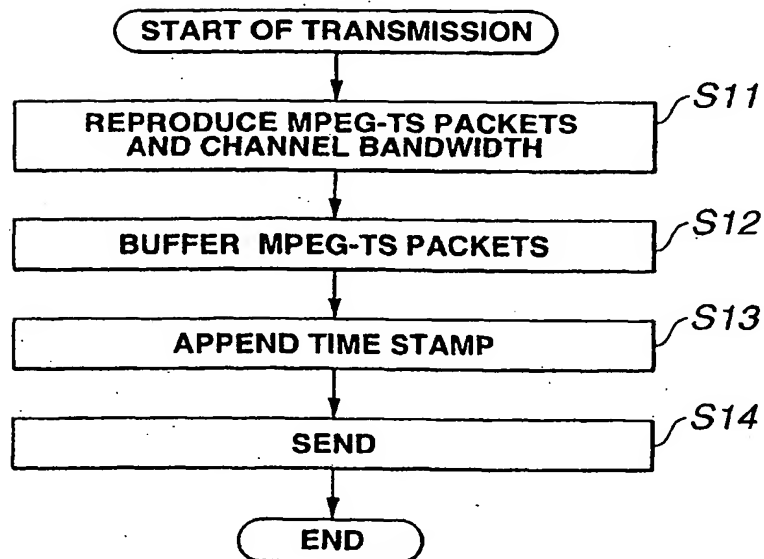 START OF TRANSMISSION
S11
REPRODUCE MPEG-TS PACKETS
AND CHANNEL BANDWIDTH
S12
BUFFER MPEG-TS PACKETS
S13
APPEND TIME STAMP
S14
SEND
END